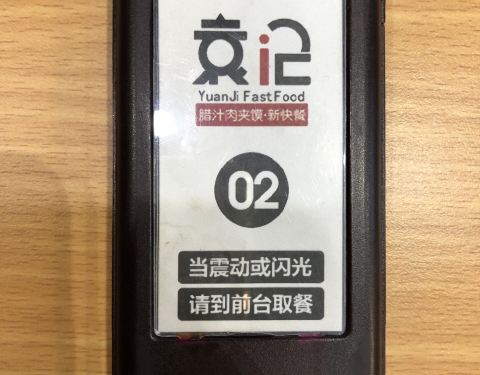 袁记
YuanJi FastFood
腊汁肉夹馍·新快餐
02
当震动或闪光
请到前台取餐